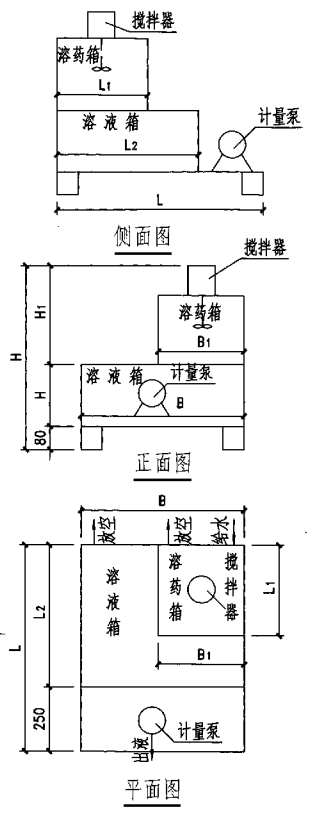 搅拌器
溶药箱
L1
溶液箱
计量泵
L2
L
侧面图
搅拌器
H1
溶药箱
B1
H
溶液箱
计量泵
H
B
80
正面图
B
放空
放空
给水
溶液箱
溶药箱
搅拌器
L1
L2
L
B1
250
计量泵
出液
平面图